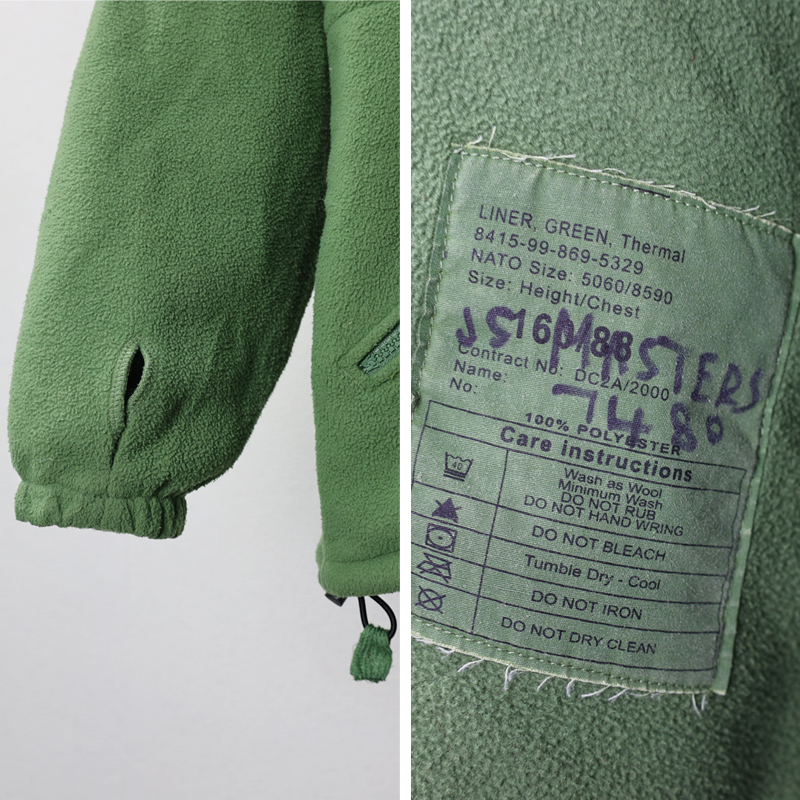 LINER, GREEN, Thermal
8415-99-869-5329
NATO Size: 5060/8590
Size: Height/Chest
160/88
Contract No: DC2A/2000
Name: MASTERS
No: 7480
100% POLYESTER
Care instructions
40
Wash as Wool
Minimum Wash
DO NOT RUB
DO NOT HAND WRING
DO NOT BLEACH
Tumble Dry - Cool
DO NOT IRON
DO NOT DRY CLEAN